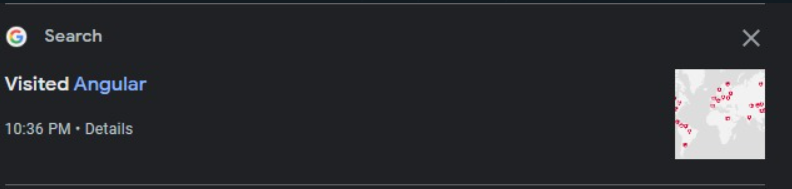 Search
Visited Angular
10:36 PM • Details